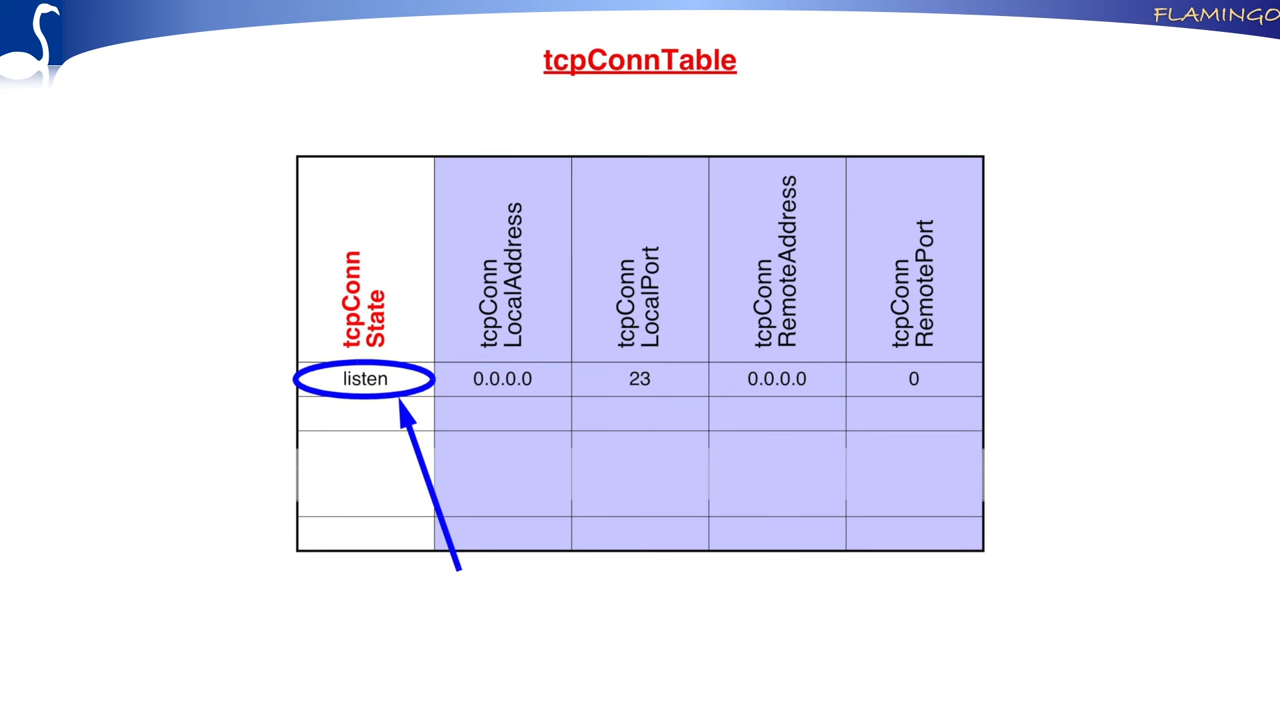 FLAMINGO
tcpConnTable
tcpConn
State
tcpConn
LocalAddress
tcpConn
LocalPort
tcpConn
RemoteAddress
tcpConn
RemotePort
listen 0.0.0.0 23 0.0.0.0 0